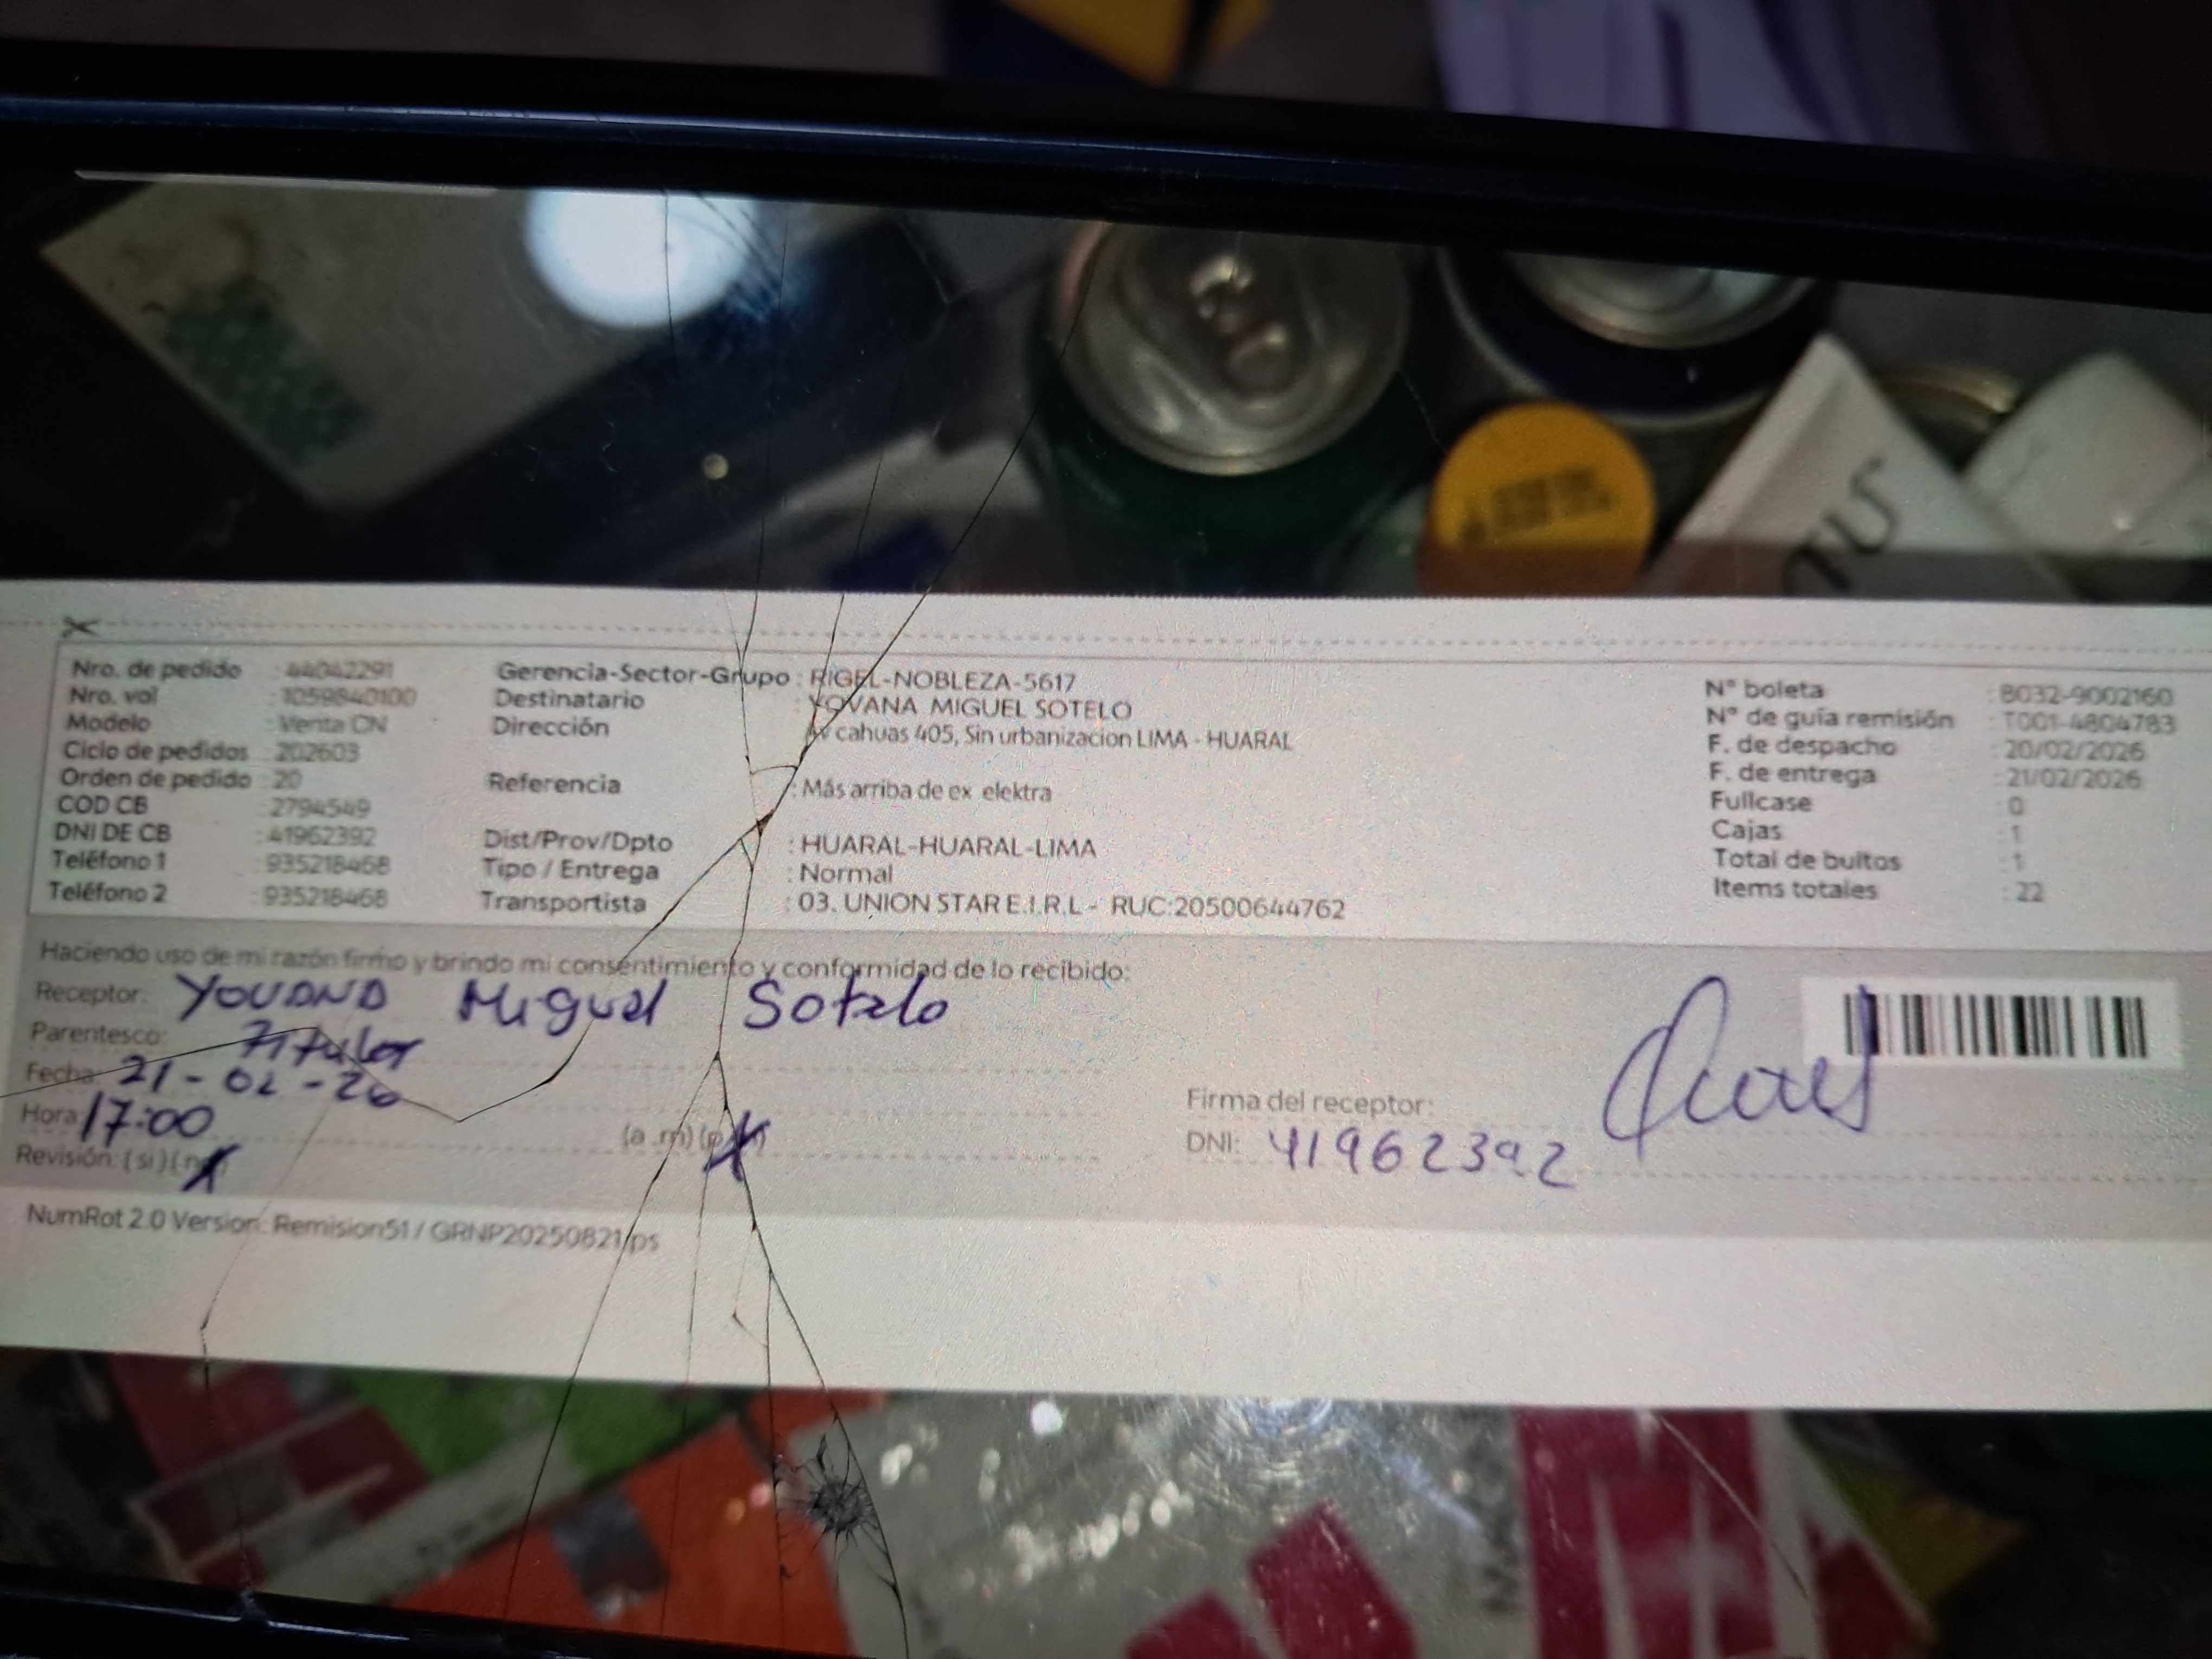 Nro. de pedido : 44042291
Nro. vol : 1059840100
Modelo : Venta CN
Ciclo de pedidos : 202603
Orden de pedido : 20
COD CB : 2794549
DNI DE CB : 41962392
Teléfono 1 : 935218468
Teléfono 2 : 935218468
Gerencia-Sector-Grupo : RIGEL-NOBLEZA-5617
Destinatario : YOVANA MIGUEL SOTELO
Dirección : Av cahuas 405, Sin urbanizacion LIMA - HUARAL
Referencia : Más arriba de ex elektra
Dist/Prov/Dpto : HUARAL-HUARAL-LIMA
Tipo / Entrega : Normal
Transportista : 03. UNION STAR E.I.R.L - RUC:20500644762
N° boleta : B032-9002160
N° de guía remisión : T001-4804783
F. de despacho : 20/02/2026
F. de entrega : 21/02/2026
Fullcase : 0
Cajas : 1
Total de bultos : 1
Items totales : 22
Haciendo uso de mi razón firmo y brindo mi consentimiento y conformidad de lo recibido:
Receptor: YOVANA Miguel Sotelo
Parentesco: Titular
Fecha: 21-02-26
Hora: 17:00 (a .m) (p.m)
Revisión: (si) (no)
Firma del receptor:
DNI: 41962392
NumRot 2.0 Version: Remision51 / GRNP20250821/ps